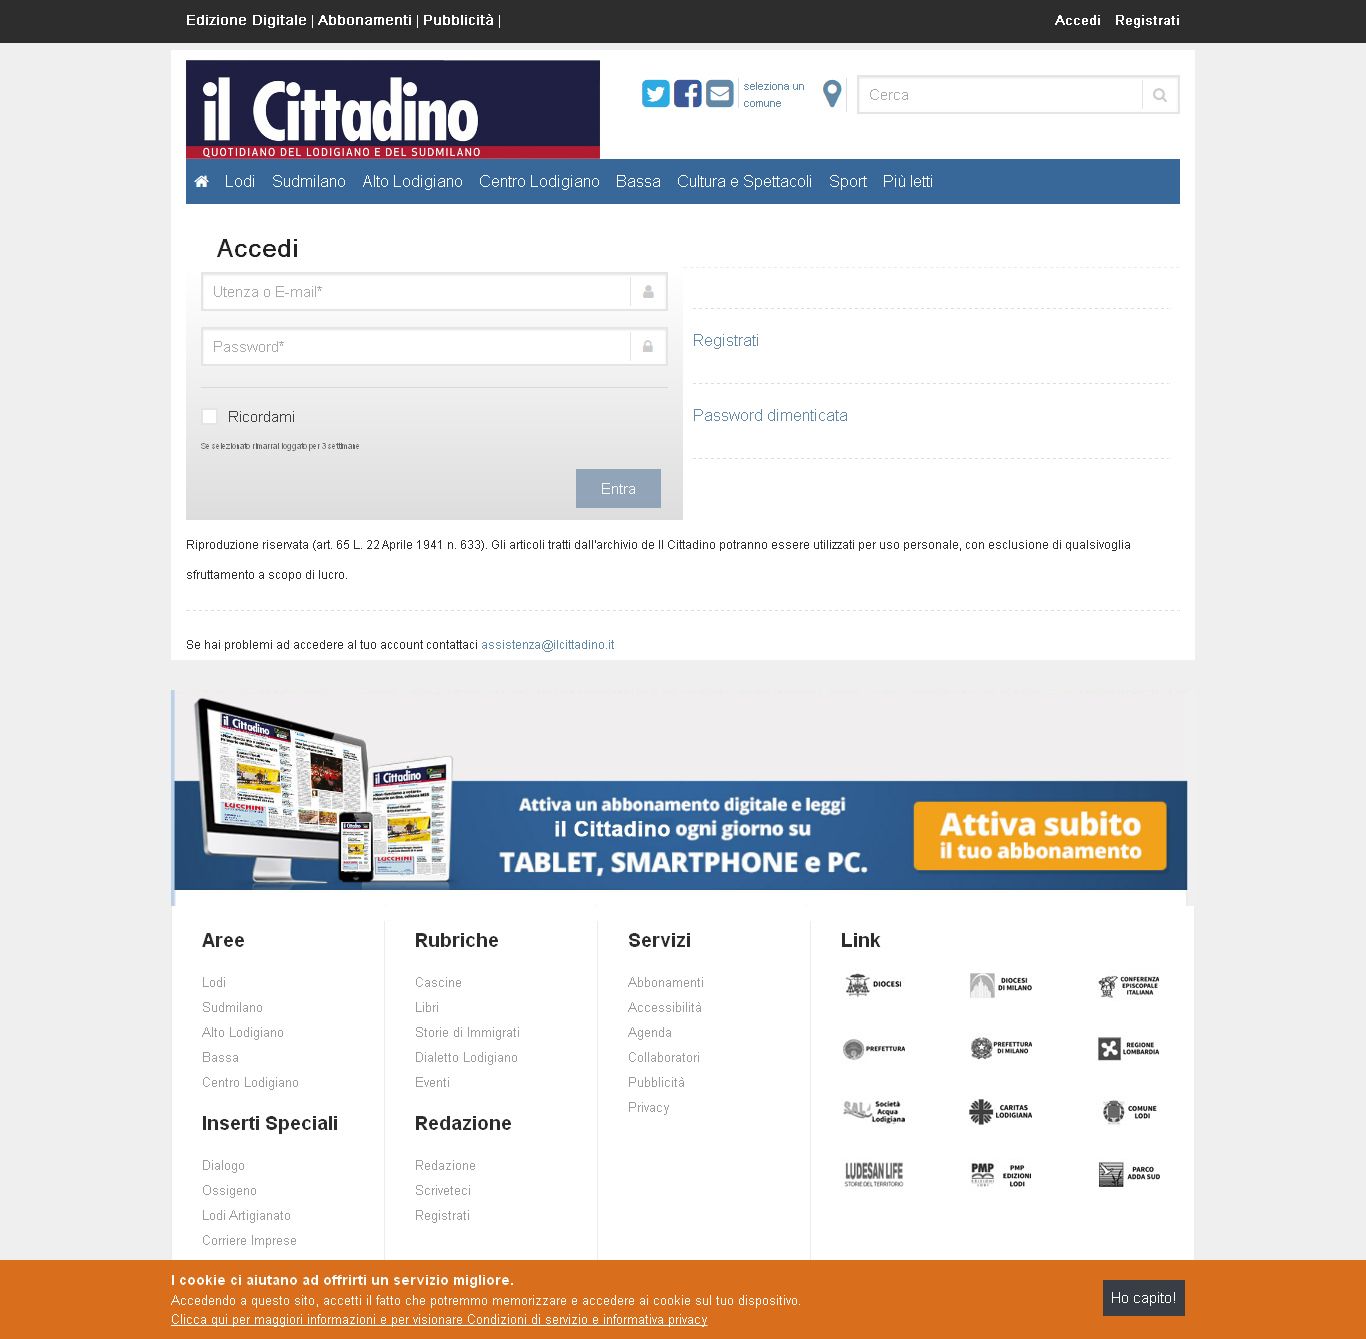 Edizione Digitale | Abbonamenti | Pubblicità |
Accedi Registrati
il Cittadino
QUOTIDIANO DEL LODIGIANO E DEL SUDMILANO
seleziona un
comune
Cerca
Lodi Sudmilano Alto Lodigiano Centro Lodigiano Bassa Cultura e Spettacoli Sport Più letti
Accedi
Utenza o E-mail*
Password*
Ricordami
Se selezionato rimarrai loggato per 3 settimane
Entra
Registrati
Password dimenticata
Riproduzione riservata (art. 65 L. 22 Aprile 1941 n. 633). Gli articoli tratti dall'archivio de Il Cittadino potranno essere utilizzati per uso personale, con esclusione di qualsivoglia
sfruttamento a scopo di lucro.
Se hai problemi ad accedere al tuo account contattaci assistenza@ilcittadino.it
il Cittadino
il Cittadino
LUCCHINI
LUCCHINI
Attiva un abbonamento digitale e leggi
il Cittadino ogni giorno su
TABLET, SMARTPHONE e PC.
Attiva subito
il tuo abbonamento
Aree
Lodi
Sudmilano
Alto Lodigiano
Bassa
Centro Lodigiano
Inserti Speciali
Dialogo
Ossigeno
Lodi Artigianato
Corriere Imprese
Rubriche
Cascine
Libri
Storie di Immigrati
Dialetto Lodigiano
Eventi
Redazione
Redazione
Scriveteci
Registrati
Servizi
Abbonamenti
Accessibilità
Agenda
Collaboratori
Pubblicità
Privacy
Link
DIOCESI
DIOCESI
DI MILANO
CONFERENZA
EPISCOPALE
ITALIANA
PREFETTURA
PREFETTURA
DI MILANO
REGIONE
LOMBARDIA
SAL
Società
Acqua
Lodigiana
CARITAS
LODIGIANA
COMUNE
LODI
LUDESAN LIFE
STORIE DEL TERRITORIO
PMP
EDIZIONI
LODI
PMP
EDIZIONI
LODI
PARCO
ADDA SUD
I cookie ci aiutano ad offrirti un servizio migliore.
Accedendo a questo sito, accetti il fatto che potremmo memorizzare e accedere ai cookie sul tuo dispositivo.
Clicca qui per maggiori informazioni e per visionare Condizioni di servizio e informativa privacy
Ho capito!